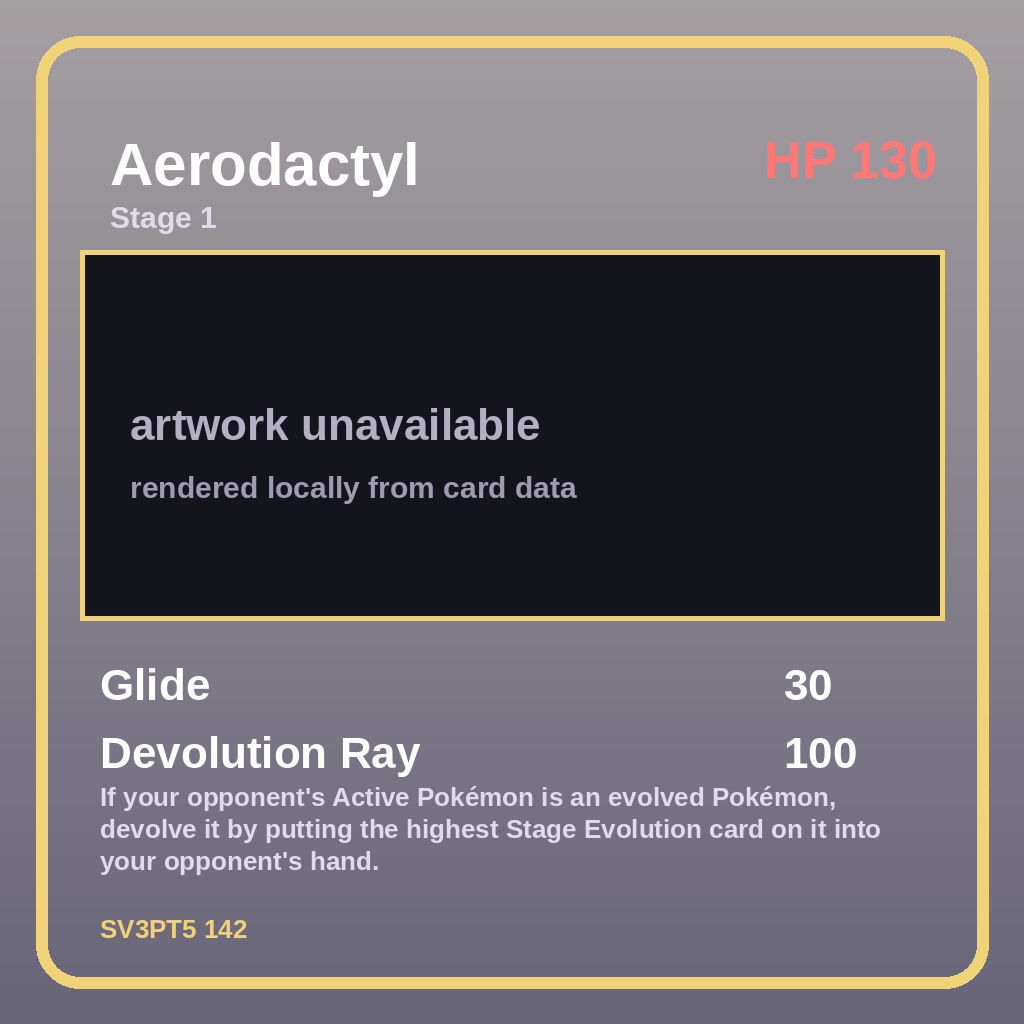 Aerodactyl
HP 130
Stage 1
artwork unavailable
rendered locally from card data
Glide 30
Devolution Ray 100
If your opponent's Active Pokémon is an evolved Pokémon,
devolve it by putting the highest Stage Evolution card on it into
your opponent's hand.
SV3PT5 142